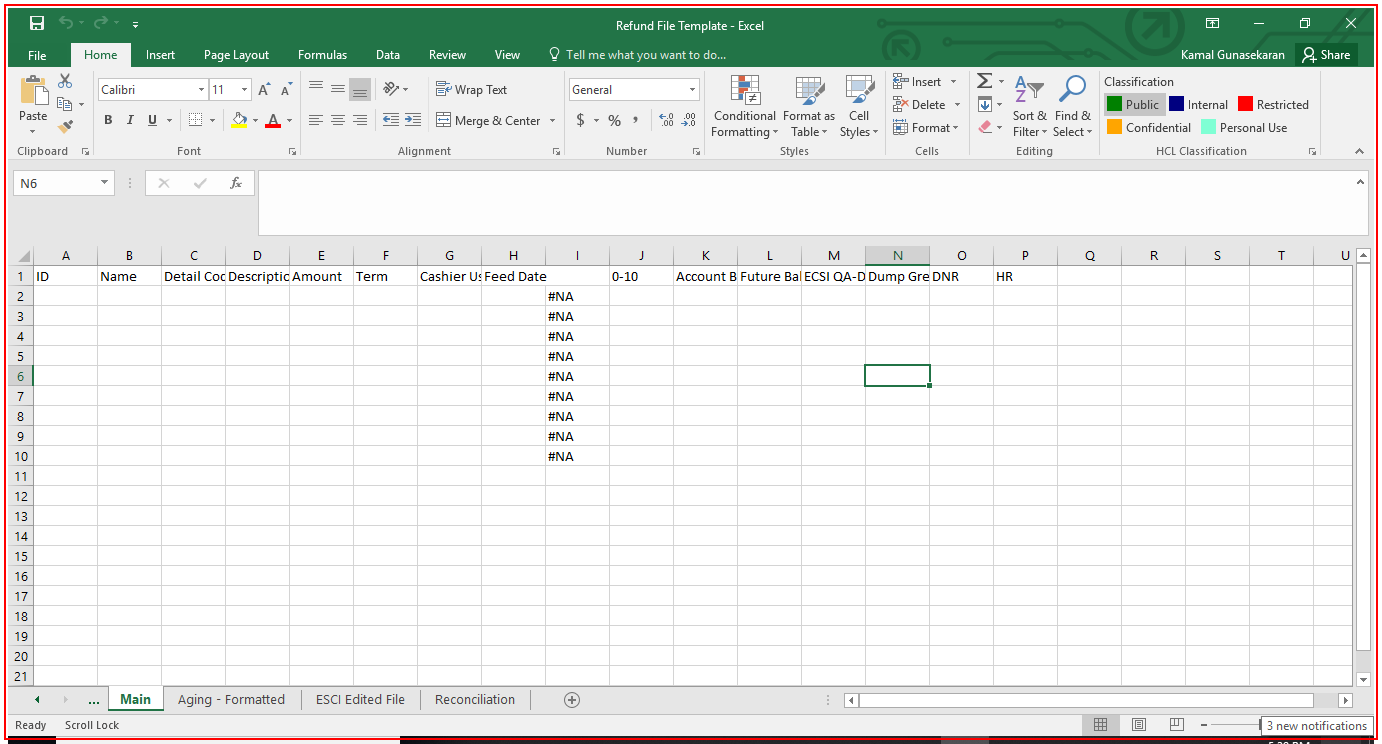 Refund File Template - Excel
File Home Insert Page Layout Formulas Data Review View Tell me what you want to do... Kamal Gunasekaran Share
Calibri 11 Wrap Text General Insert Classification
Public Internal Restricted
Paste B I U Merge & Center $ % , Conditional Formatting Format as Table Cell Styles Delete Sort & Filter Find & Select
Format Confidential Personal Use
Clipboard Font Alignment Number Styles Cells Editing HCL Classification
N6 fx
A B C D E F G H I J K L M N O P Q R S T U
1 ID Name Detail Coc Descriptic Amount Term Cashier Us Feed Date 0-10 Account B Future Bal ECSI QA-D Dump Gre DNR HR
2 #NA
3 #NA
4 #NA
5 #NA
6 #NA
7 #NA
8 #NA
9 #NA
10 #NA
11
12
13
14
15
16
17
18
19
20
21
... Main Aging - Formatted ESCI Edited File Reconciliation
Ready Scroll Lock 3 new notifications